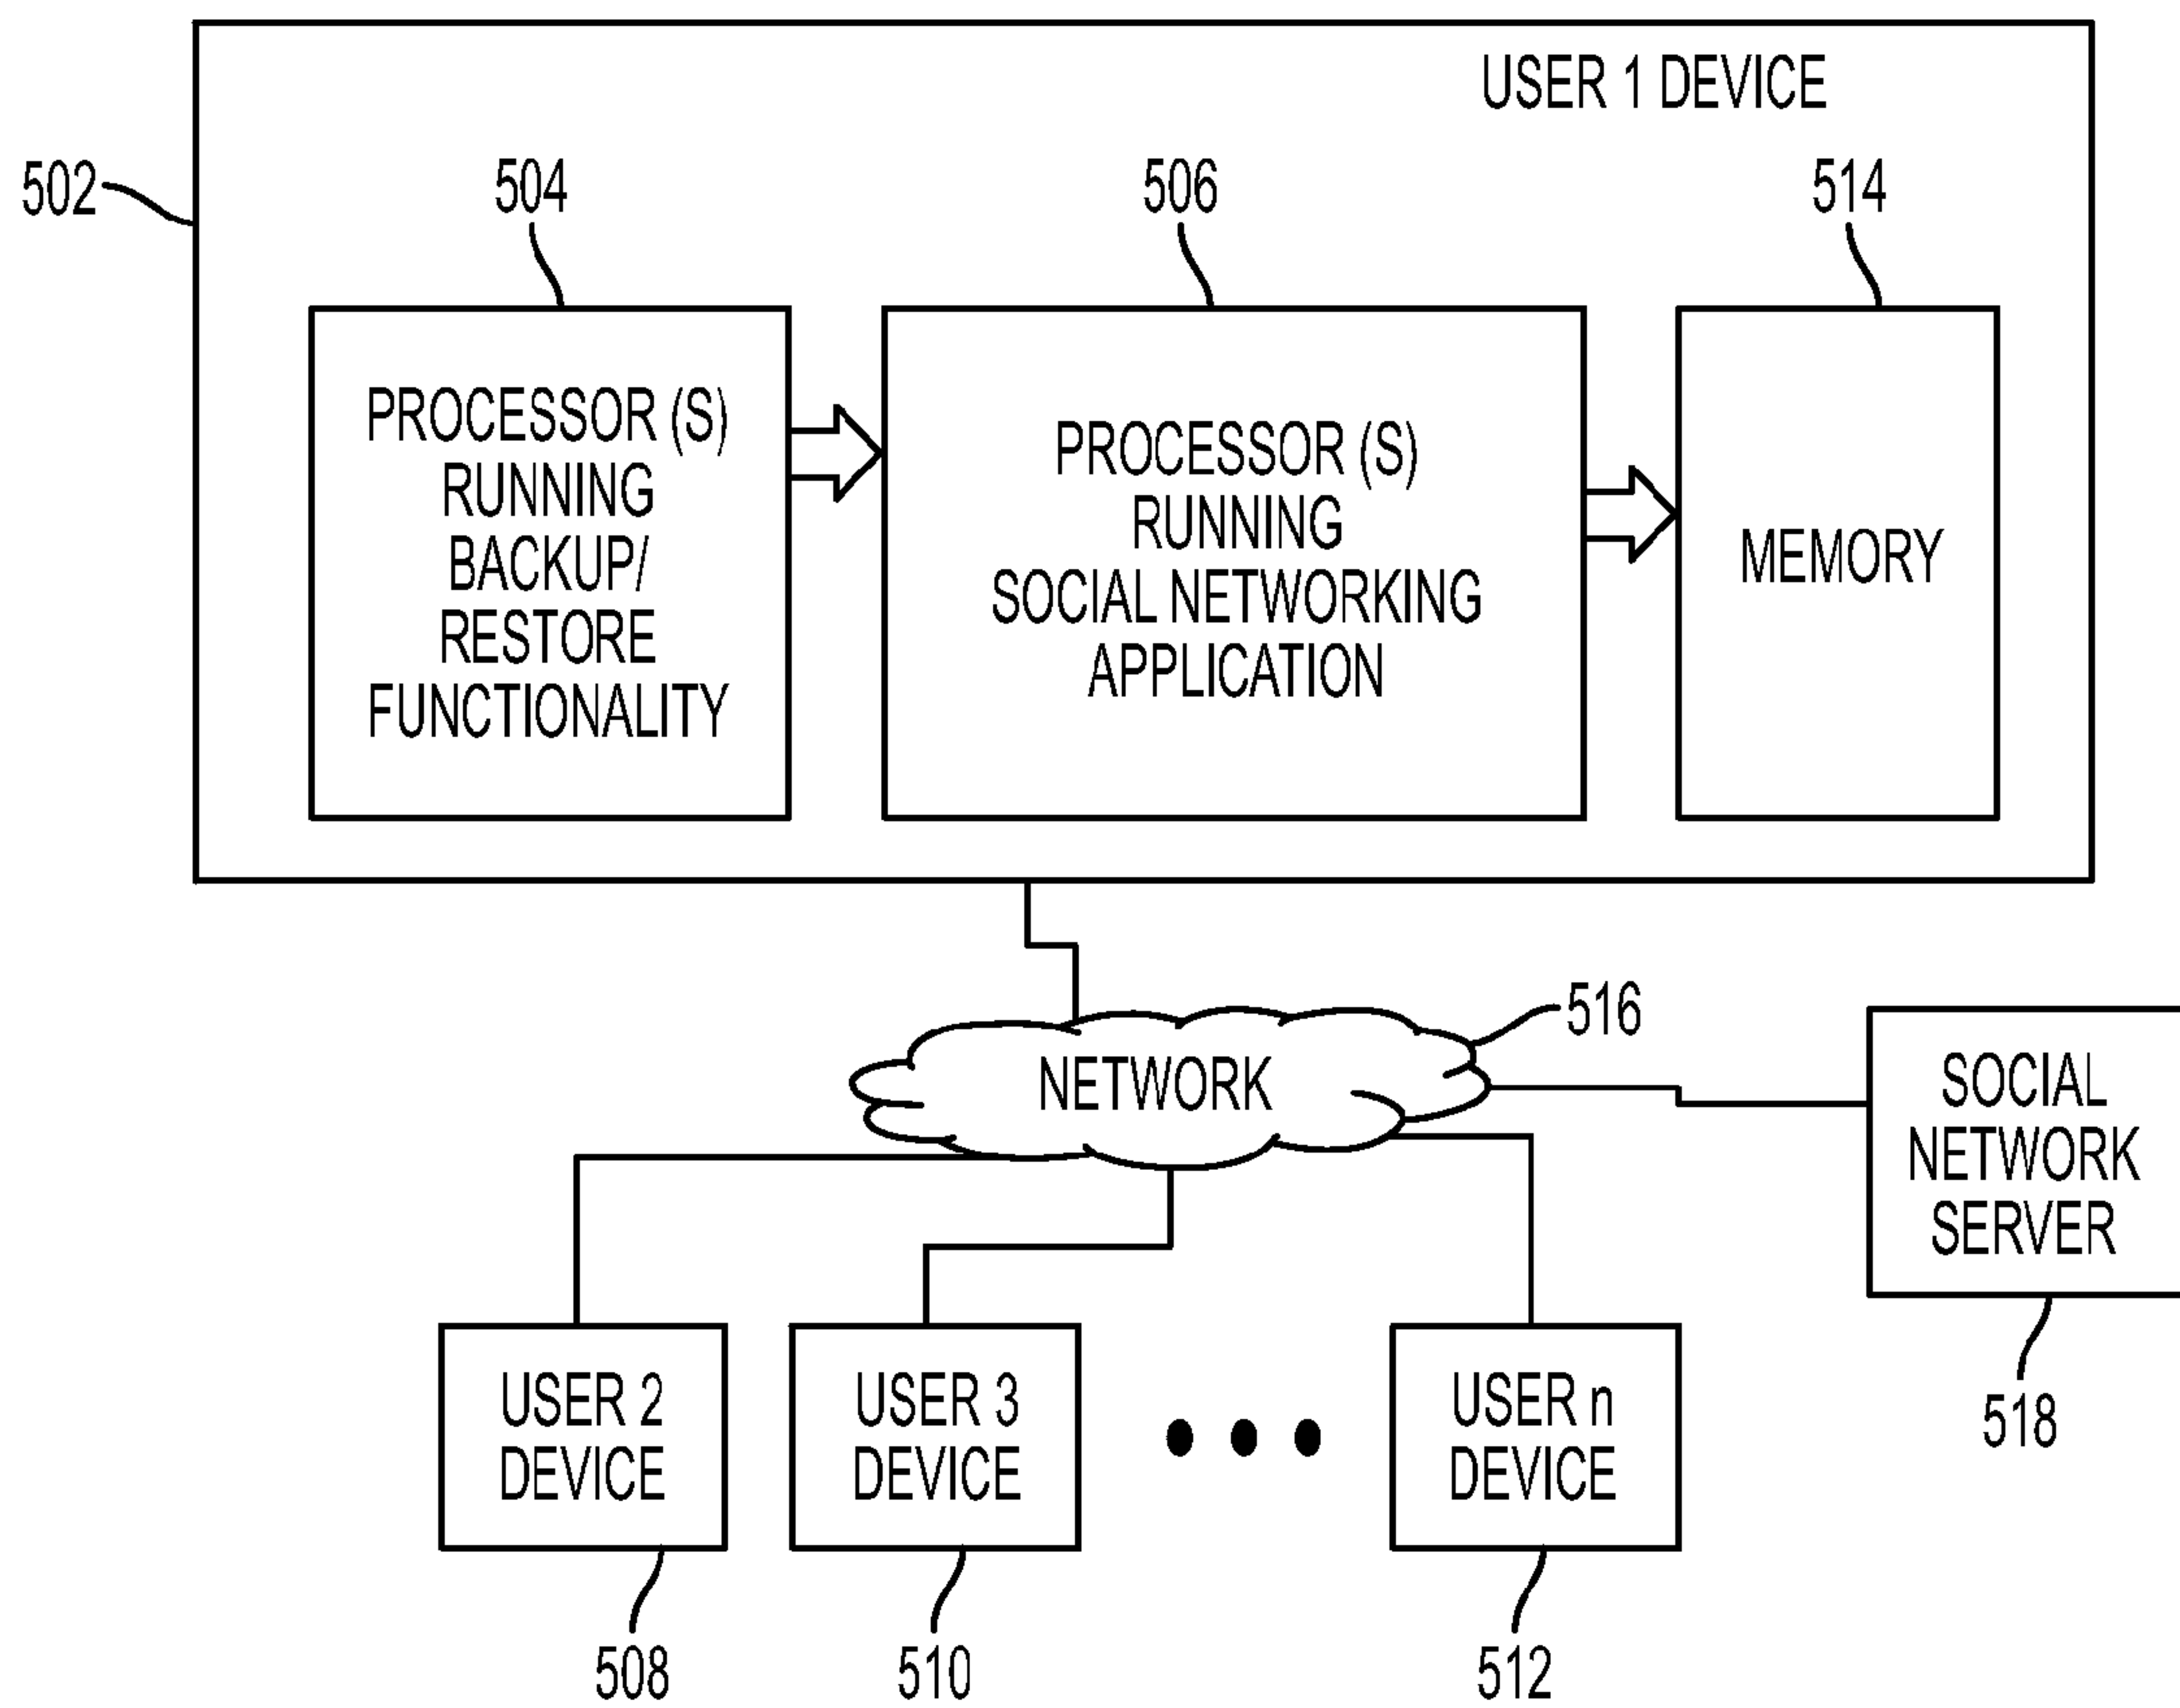 USER 1 DEVICE
502
504
506
514
PROCESSOR (S)
RUNNING
BACKUP/
RESTORE
FUNCTIONALITY
PROCESSOR (S)
RUNNING
SOCIAL NETWORKING
APPLICATION
MEMORY
516
NETWORK
SOCIAL
NETWORK
SERVER
518
USER 2
DEVICE
USER 3
DEVICE
USER n
DEVICE
508
510
512